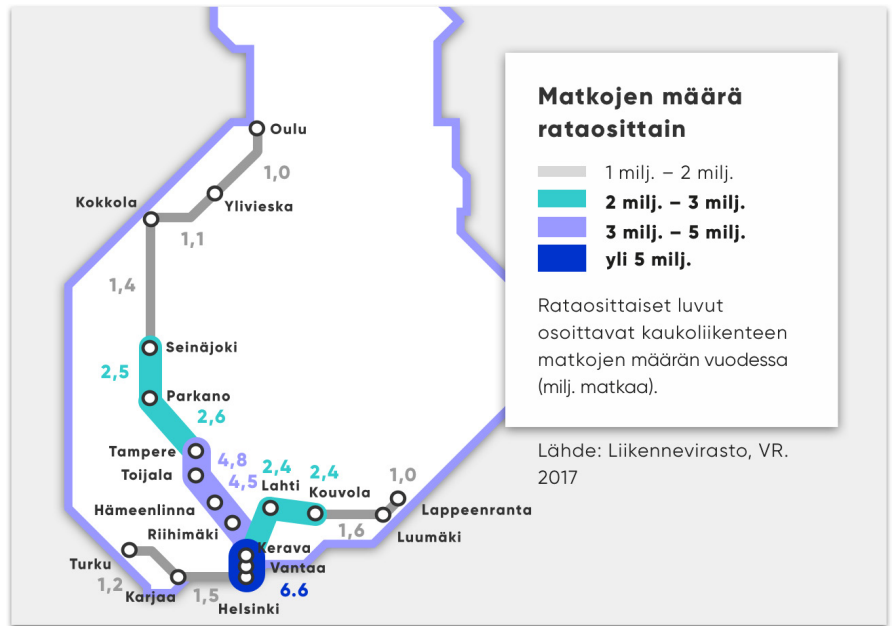 Matkojen määrä
rataosittain
1 milj. – 2 milj.
2 milj. – 3 milj.
3 milj. – 5 milj.
yli 5 milj.
Rataosittaiset luvut
osoittavat kaukoliikenteen
matkojen määrän vuodessa
(milj. matkaa).
Lähde: Liikennevirasto, VR.
2017
Oulu
1,0
Ylivieska
Kokkola
1,1
1,4
Seinäjoki
2,5
Parkano
2,6
Tampere
4,8
Toijala
4,5
2,4
2,4
1,0
Lahti
Kouvola
Hämeenlinna
Lappeenranta
Riihimäki
1,6
Luumäki
Kerava
Turku
Vantaa
1,2
Karjaa
1,5
6.6
Helsinki